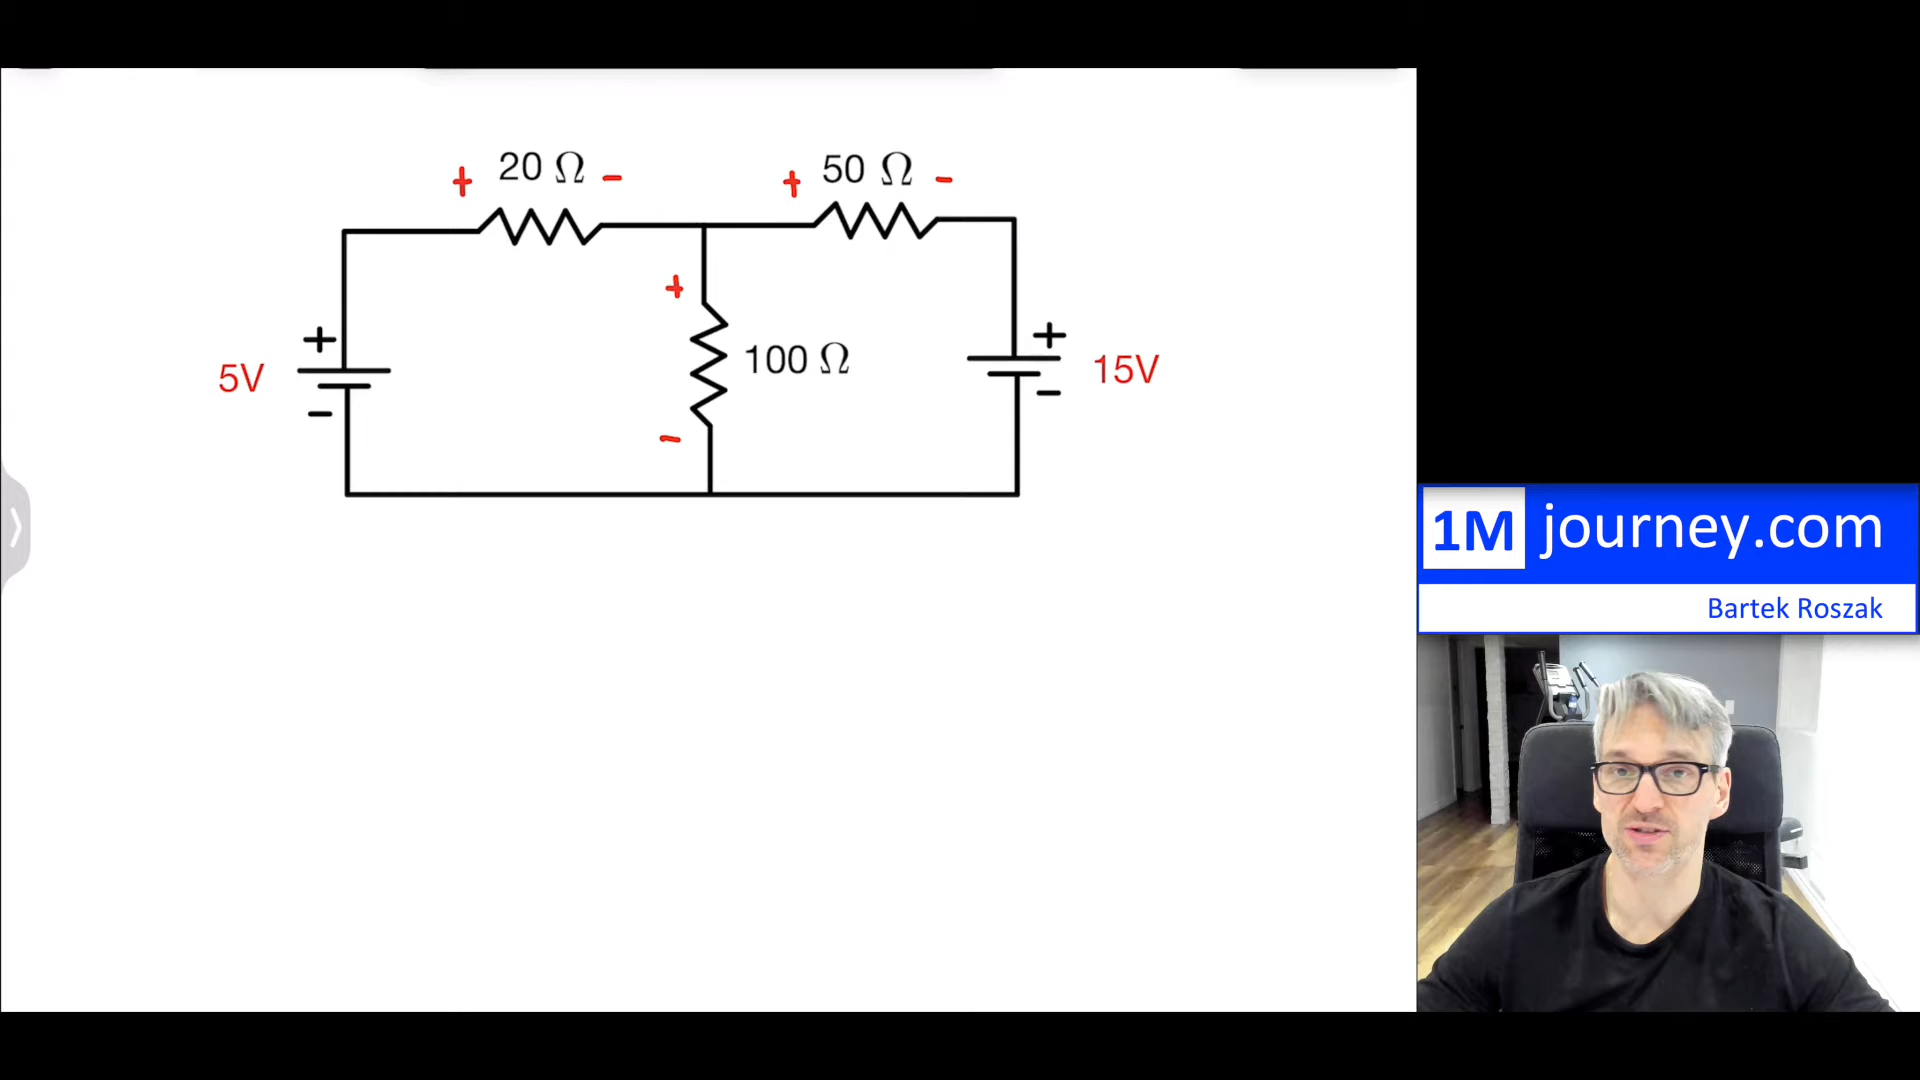 + 20 Ω - + 50 Ω -
+
+ +
5V 100 Ω 15V
- -
-
1M journey.com
Bartek Roszak